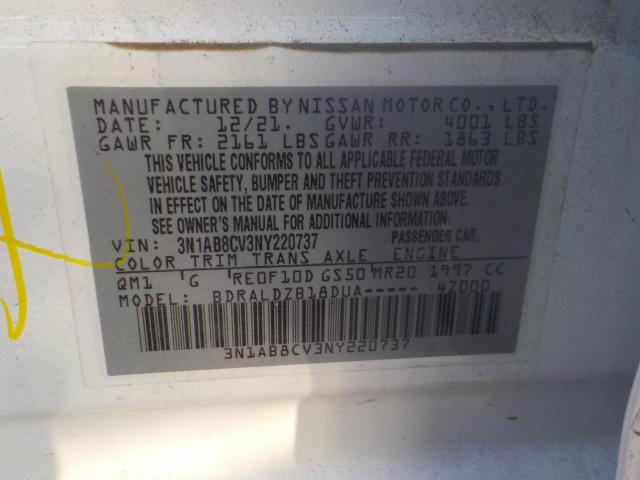 MANUFACTURED BY NISSAN MOTOR CO., LTD.
DATE: 12/21. GVWR: 4001 LBS
GAWR FR: 2161 LBS GAWR RR: 1863 LBS
THIS VEHICLE CONFORMS TO ALL APPLICABLE FEDERAL MOTOR
VEHICLE SAFETY, BUMPER AND THEFT PREVENTION STANDARDS
IN EFFECT ON THE DATE OF MANUFACTURE SHOWN ABOVE.
SEE OWNER'S MANUAL FOR ADDITIONAL INFORMATION.
VIN: 3N1AB8CV3NY220737 PASSENGER CAR.
COLOR TRIM TRANS AXLE ENGINE
QM1 G RE0F10D GS50 MR20 1997 CC
MODEL: BDRALDZB18DUA----- 4Z000
3N1AB8CV3NY220737